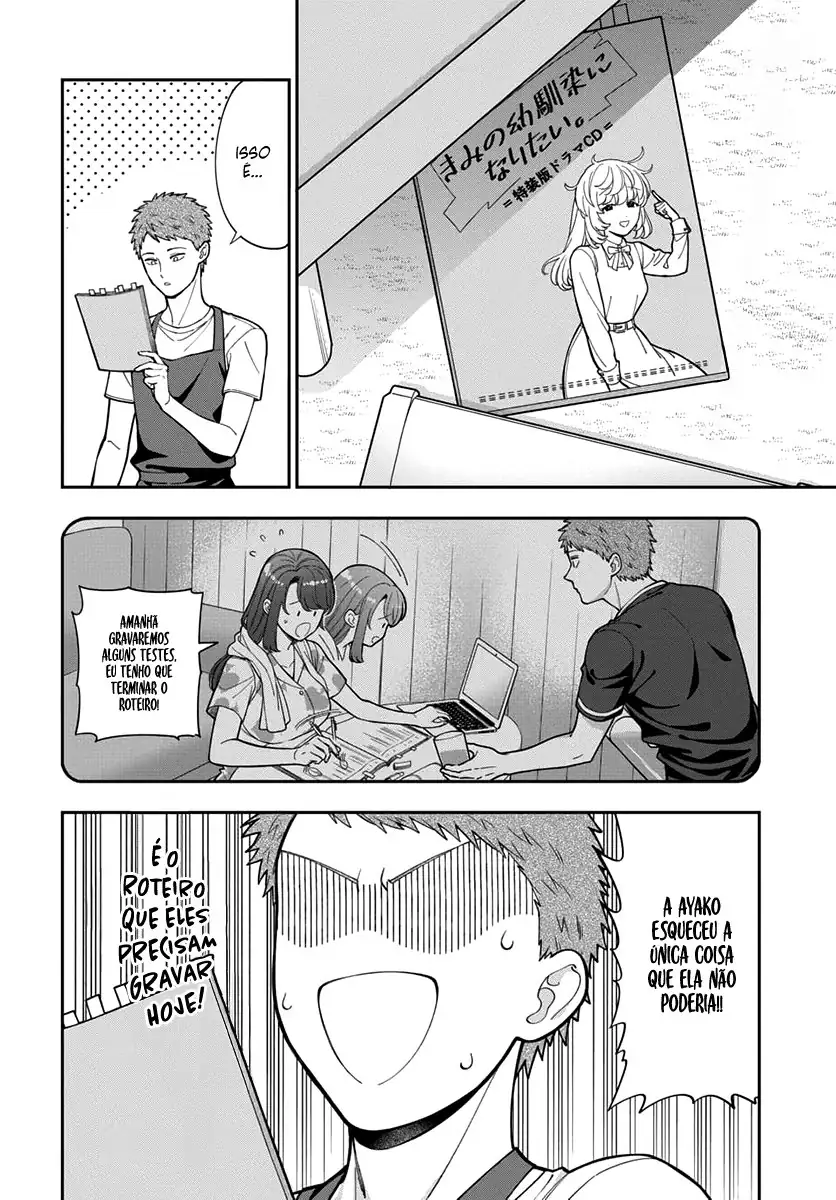 きみの幼馴染に
なりたい。
=特装版ドラマCD=
ISSO
É...
AMANHÃ
GRAVAREMOS
ALGUNS TESTES,
EU TENHO QUE
TERMINAR O
ROTEIRO!
A AYAKO
ESQUECEU A
ÚNICA COISA
QUE ELA NÃO
PODERIA!!
É O
ROTEIRO
QUE ELES
PRECISAM
GRAVAR
HOJE!